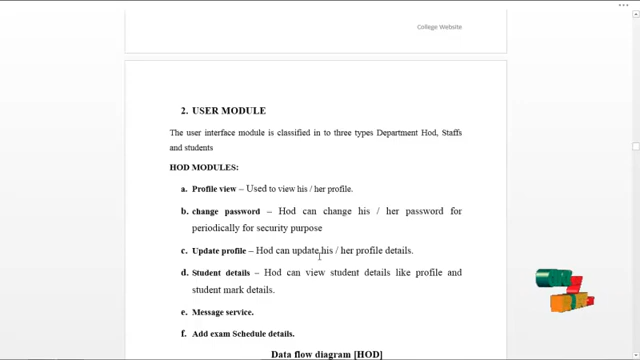 College Website
2. USER MODULE
The user interface module is classified in to three types Department Hod, Staffs
and students
HOD MODULES:
a. Profile view – Used to view his / her profile.
b. change password – Hod can change his / her password for
periodically for security purpose
c. Update profile – Hod can update his / her profile details.
d. Student details – Hod can view student details like profile and
student mark details.
e. Message service.
f. Add exam Schedule details.
Data flow diagram [HOD]